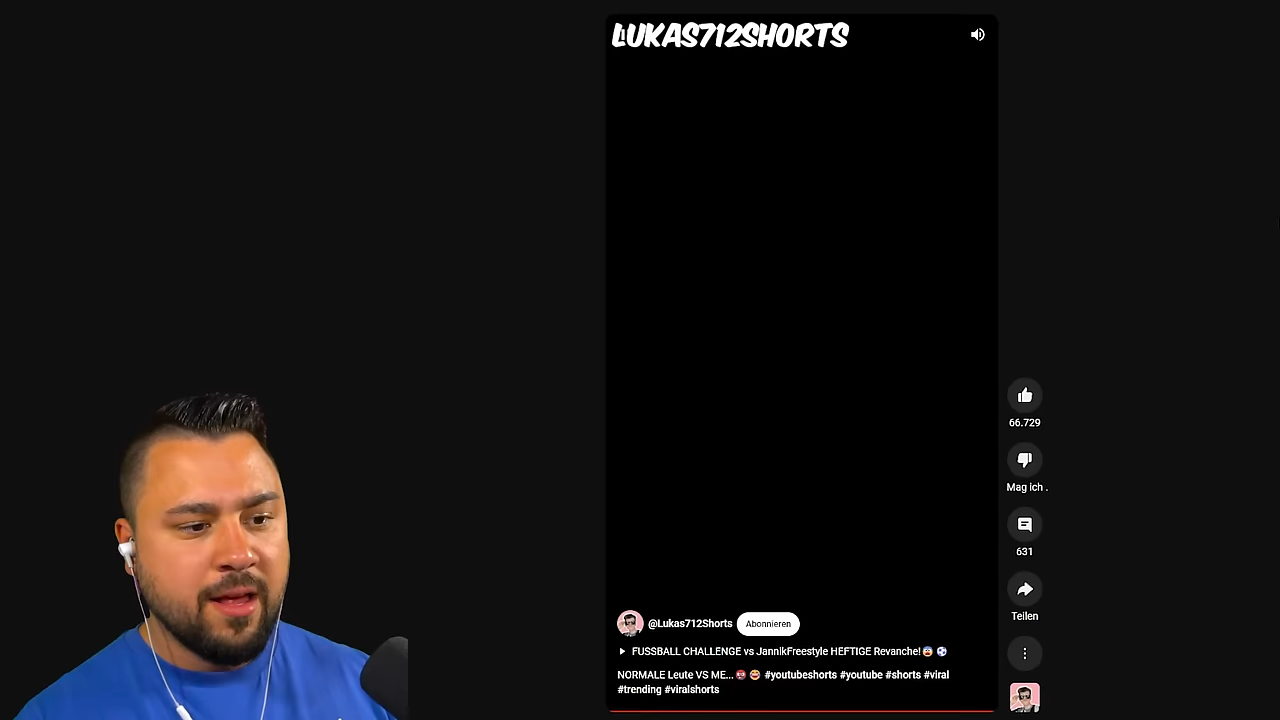 LUKAS712SHORTS
66.729
Mag ich .
631
Teilen
@Lukas712Shorts
Abonnieren
FUSSBALL CHALLENGE vs JannikFreestyle HEFTIGE Revanche!😨⚽
NORMALE Leute VS ME... #youtubeshorts #youtube #shorts #viral
#trending #viralshorts